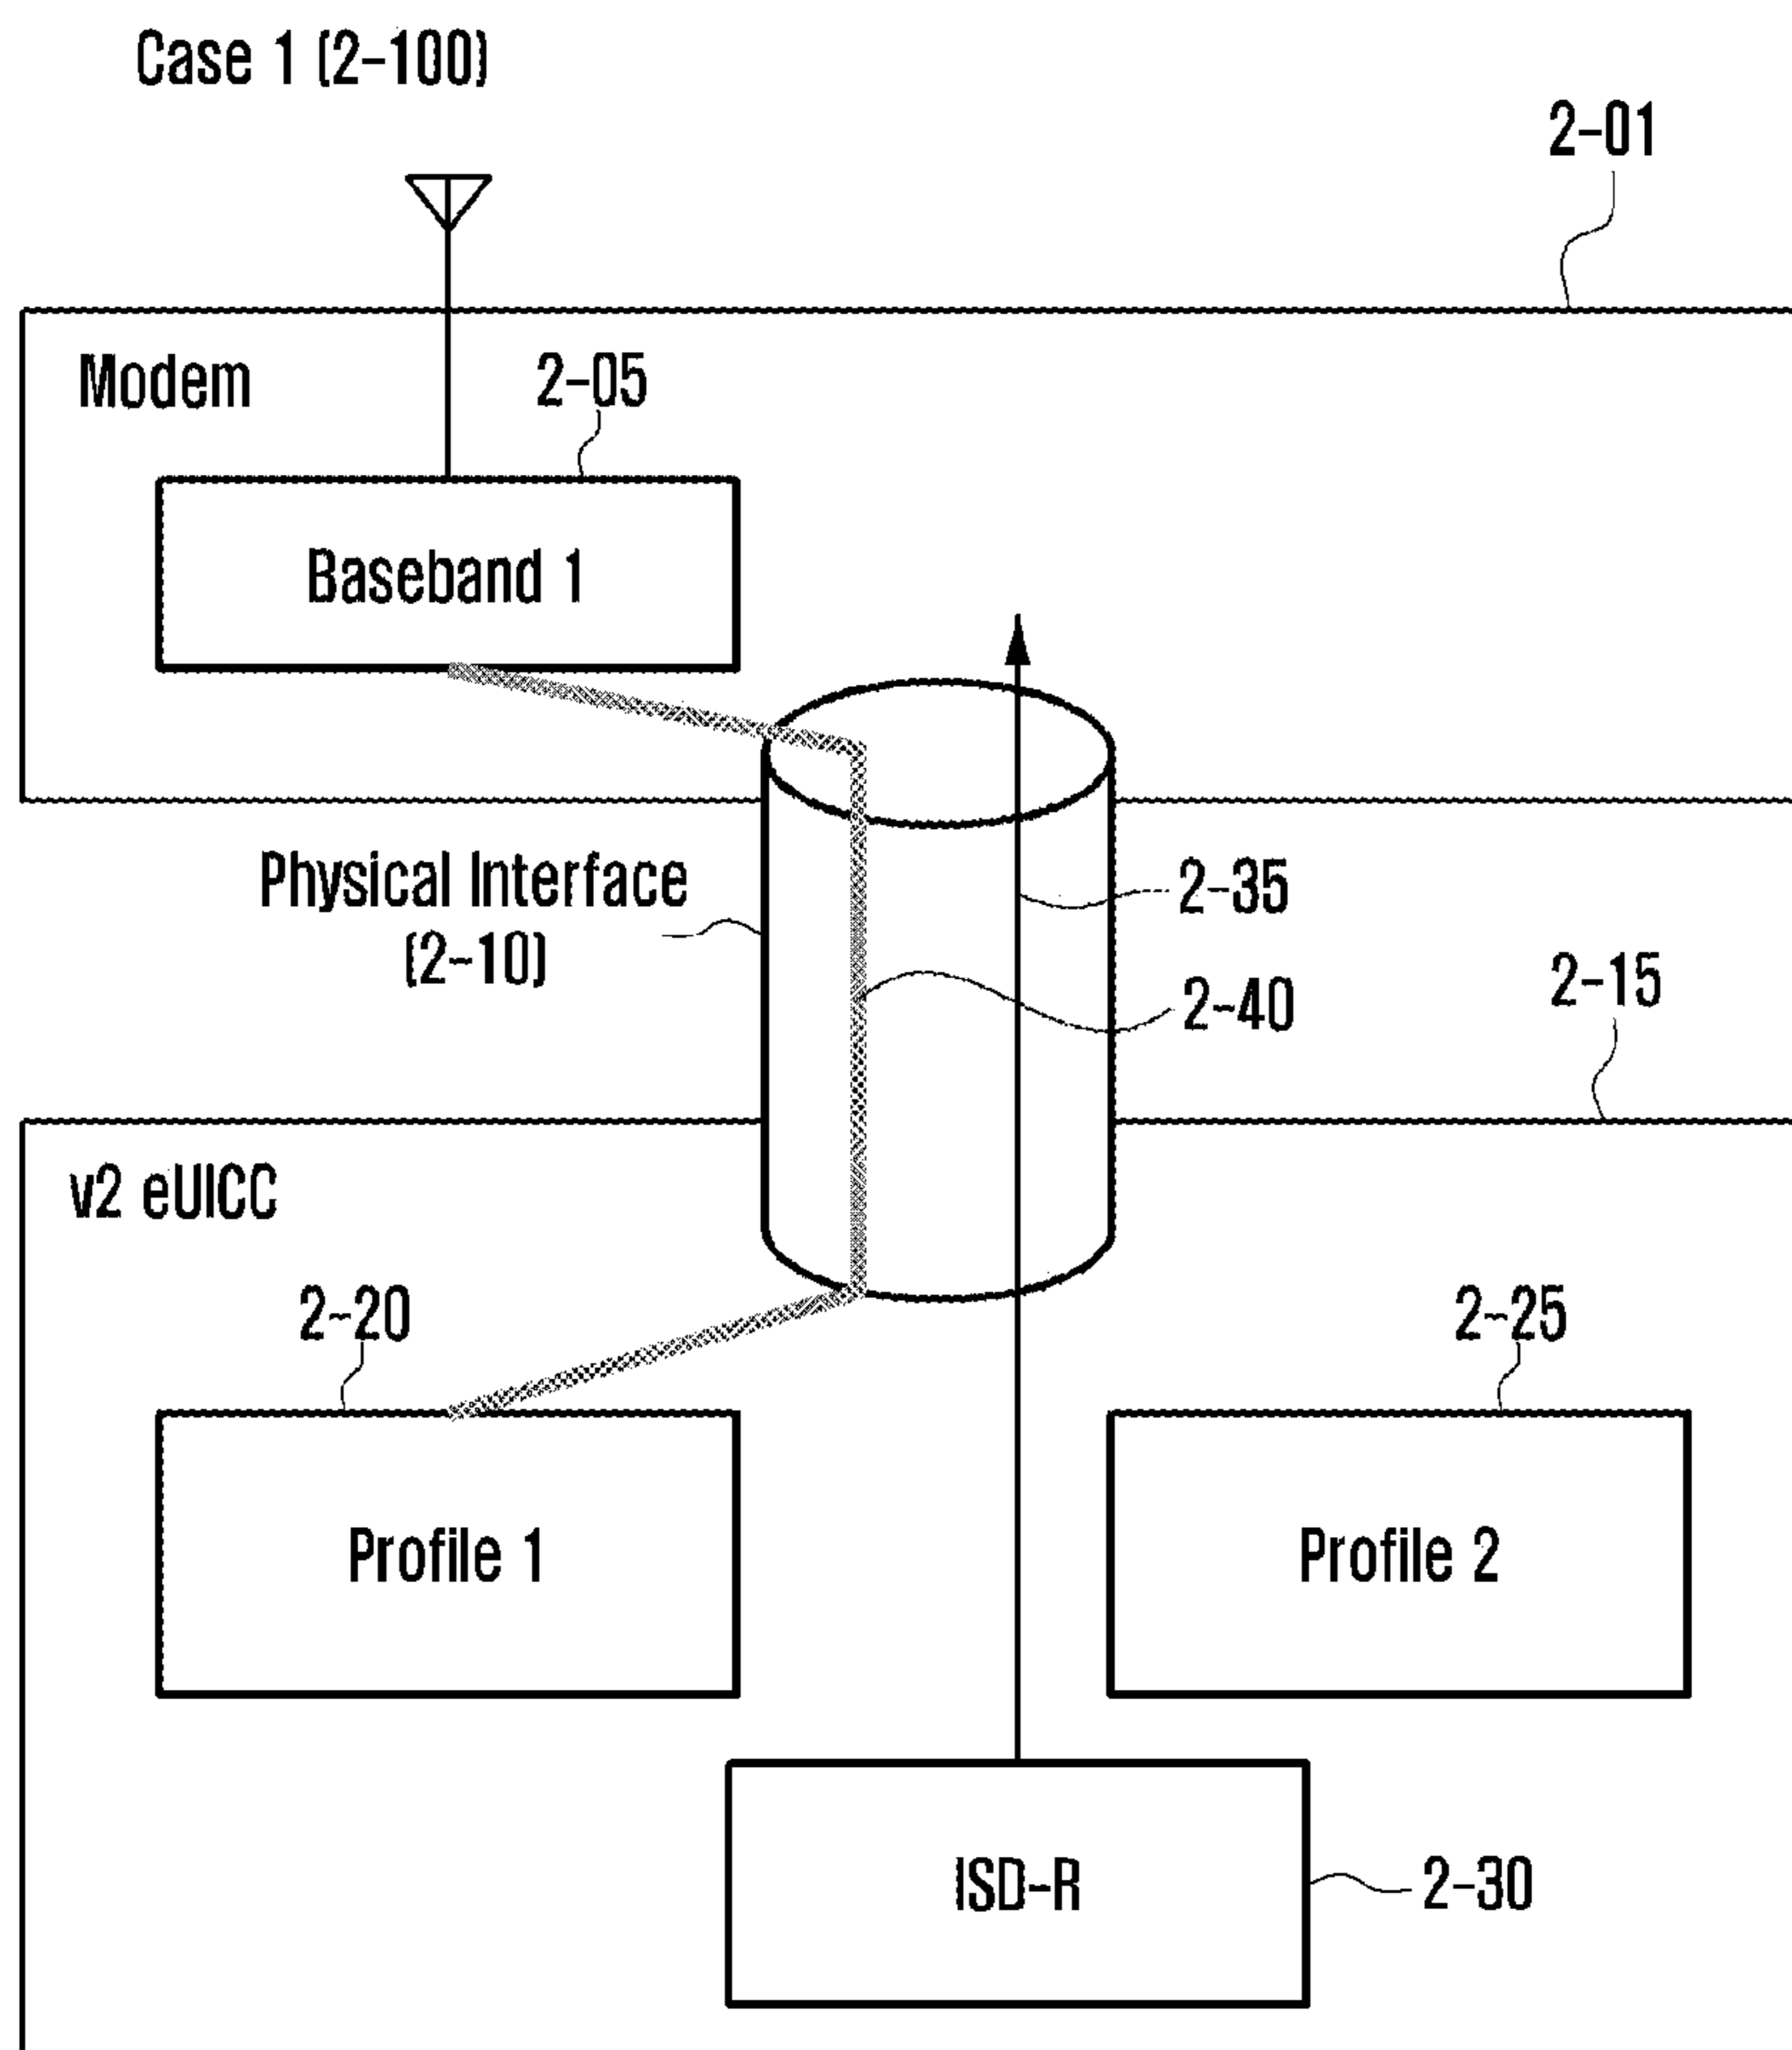 Case 1 (2-100)
2-01
Modem
2-05
Baseband 1
Physical Interface
(2-10)
2-35
2-40
2-15
v2 eUICC
2-20
2-25
Profile 1
Profile 2
ISD-R
2-30